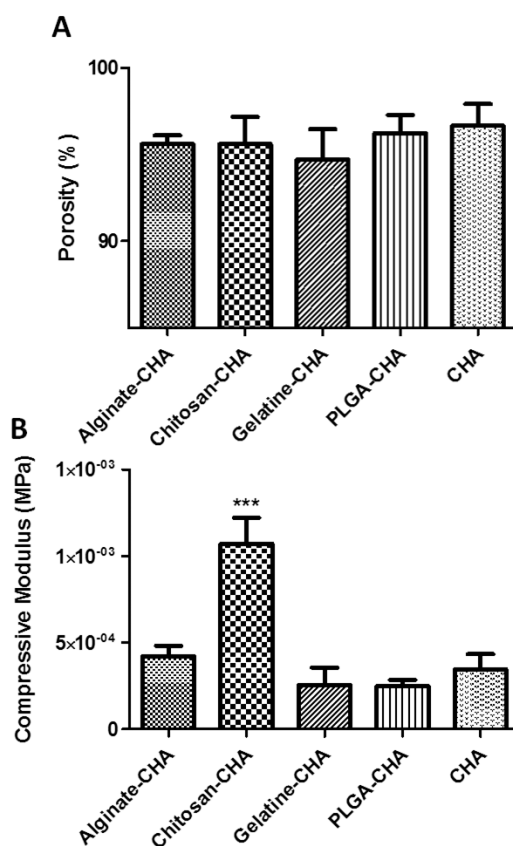 A
Porosity (%)
100
90
Alginate-CHA
Chitosan-CHA
Gelatine-CHA
PLGA-CHA
CHA
B
Compressive Modulus (MPa)
1×10⁻⁰³
1×10⁻⁰³
5×10⁻⁰⁴
0
***
Alginate-CHA
Chitosan-CHA
Gelatine-CHA
PLGA-CHA
CHA